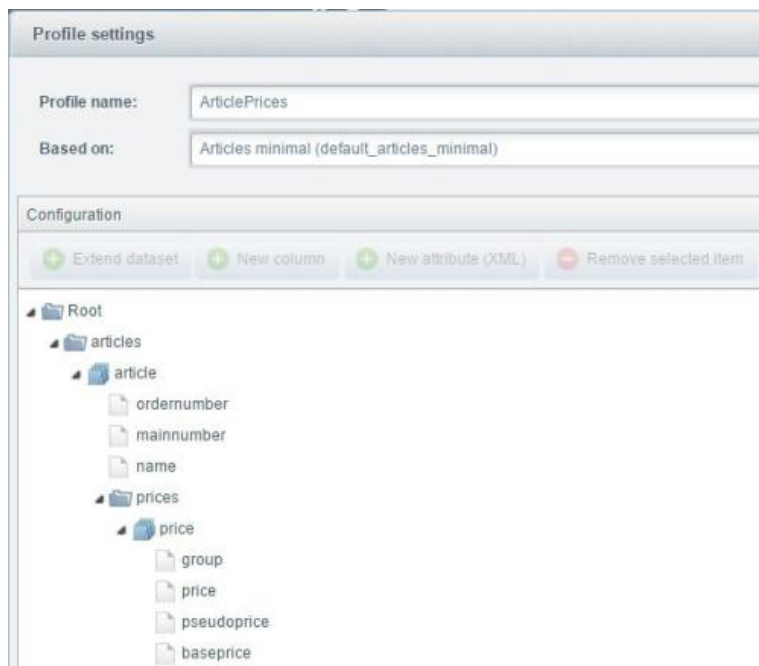 Profile settings
Profile name: ArticlePrices
Based on: Articles minimal (default_articles_minimal)
Configuration
Extend dataset New column New attribute (XML) Remove selected item
Root
articles
article
ordernumber
mainnumber
name
prices
price
group
price
pseudoprice
baseprice